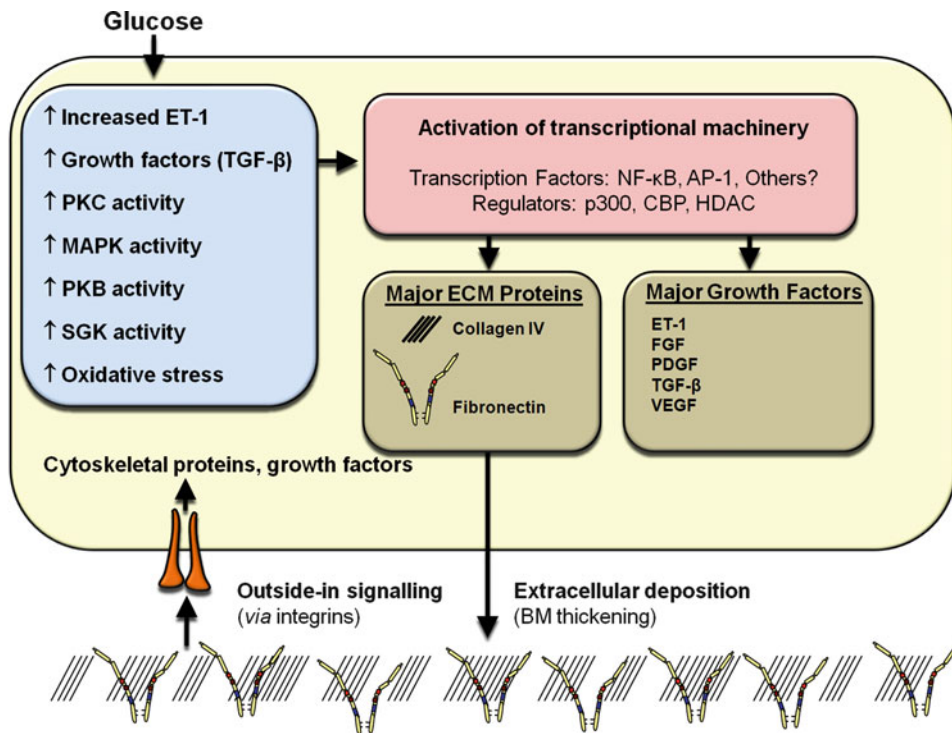 Glucose
↑ Increased ET-1
↑ Growth factors (TGF-β)
↑ PKC activity
↑ MAPK activity
↑ PKB activity
↑ SGK activity
↑ Oxidative stress
Activation of transcriptional machinery
Transcription Factors: NF-κB, AP-1, Others?
Regulators: p300, CBP, HDAC
Major ECM Proteins
Collagen IV
Fibronectin
Major Growth Factors
ET-1
FGF
PDGF
TGF-β
VEGF
Cytoskeletal proteins, growth factors
Outside-in signalling
(via integrins)
Extracellular deposition
(BM thickening)